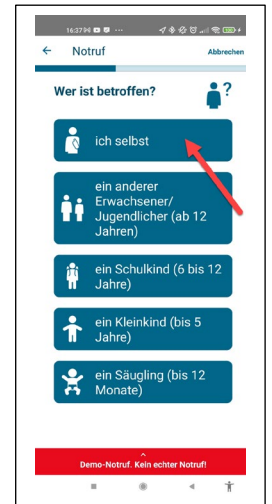 16:37
Notruf
Abbrechen
Wer ist betroffen?
?
ich selbst
ein anderer
Erwachsener/
Jugendlicher (ab 12
Jahren)
ein Schulkind (6 bis 12
Jahre)
ein Kleinkind (bis 5
Jahre)
ein Säugling (bis 12
Monate)
Demo-Notruf. Kein echter Notruf!